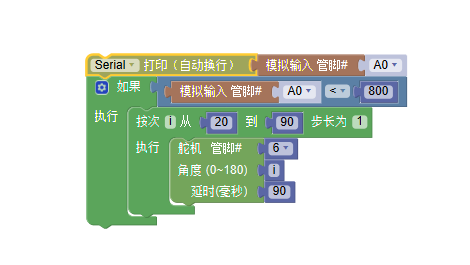 Serial 打印（自动换行） 模拟输入 管脚# A0
如果 模拟输入 管脚# A0 < 800
执行 按次 i 从 20 到 90 步长为 1
执行 舵机 管脚# 6
角度 (0~180) i
延时(毫秒) 90